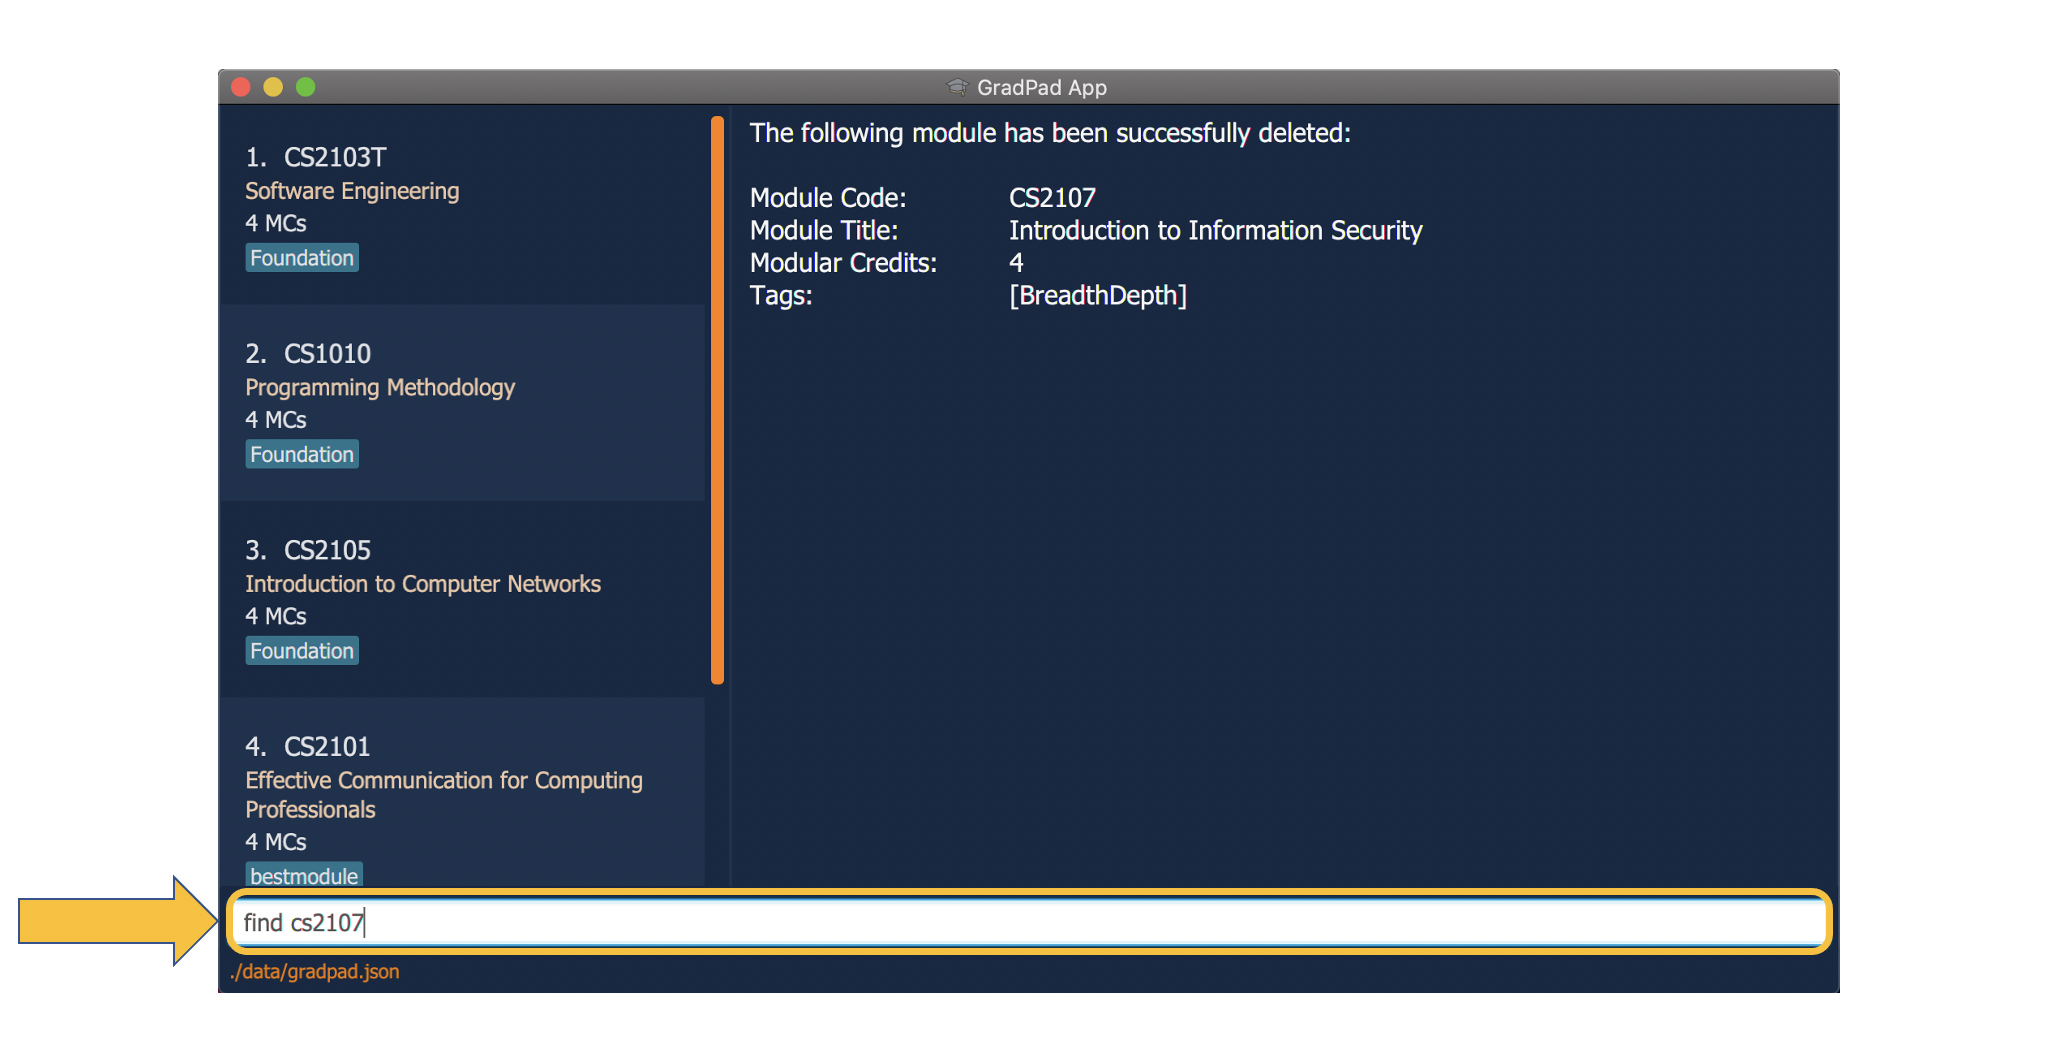 GradPad App
1. CS2103T
Software Engineering
4 MCs
Foundation
2. CS1010
Programming Methodology
4 MCs
Foundation
3. CS2105
Introduction to Computer Networks
4 MCs
Foundation
4. CS2101
Effective Communication for Computing
Professionals
4 MCs
bestmodule
The following module has been successfully deleted:
Module Code: CS2107
Module Title: Introduction to Information Security
Modular Credits: 4
Tags: [BreadthDepth]
find cs2107
./data/gradpad.json